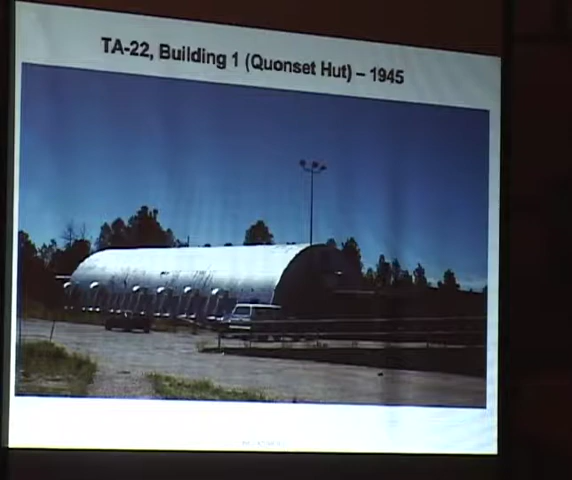 TA-22, Building 1 (Quonset Hut) – 1945